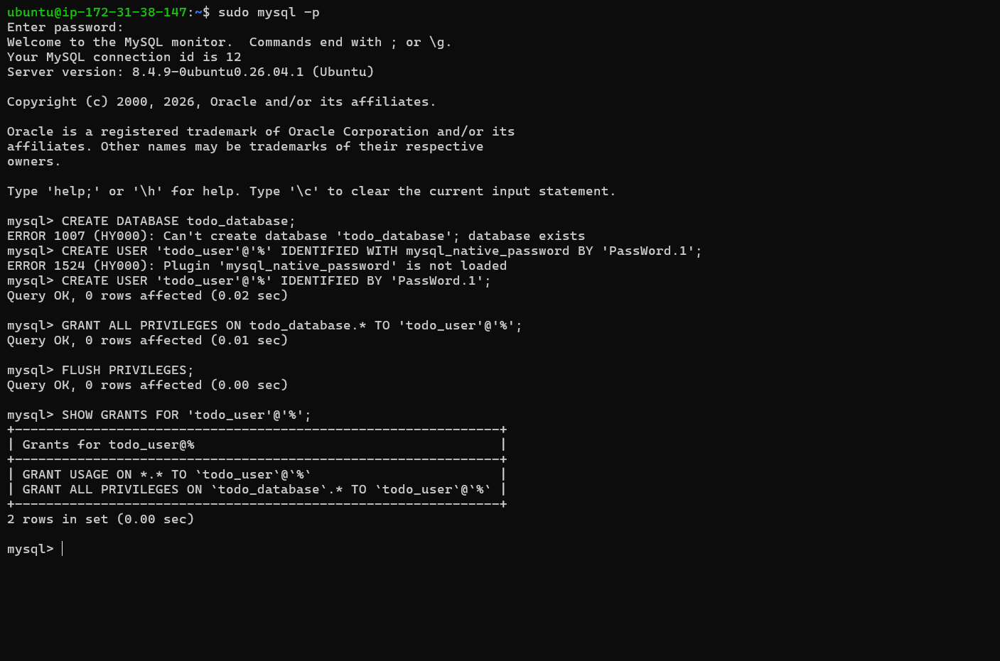 ubuntu@ip-172-31-38-147:~$ sudo mysql -p
Enter password:
Welcome to the MySQL monitor.  Commands end with ; or \g.
Your MySQL connection id is 12
Server version: 8.4.9-0ubuntu0.26.04.1 (Ubuntu)

Copyright (c) 2000, 2026, Oracle and/or its affiliates.

Oracle is a registered trademark of Oracle Corporation and/or its
affiliates. Other names may be trademarks of their respective
owners.

Type 'help;' or '\h' for help. Type '\c' to clear the current input statement.

mysql> CREATE DATABASE todo_database;
ERROR 1007 (HY000): Can't create database 'todo_database'; database exists
mysql> CREATE USER 'todo_user'@'%' IDENTIFIED WITH mysql_native_password BY 'PassWord.1';
ERROR 1524 (HY000): Plugin 'mysql_native_password' is not loaded
mysql> CREATE USER 'todo_user'@'%' IDENTIFIED BY 'PassWord.1';
Query OK, 0 rows affected (0.02 sec)

mysql> GRANT ALL PRIVILEGES ON todo_database.* TO 'todo_user'@'%';
Query OK, 0 rows affected (0.01 sec)

mysql> FLUSH PRIVILEGES;
Query OK, 0 rows affected (0.00 sec)

mysql> SHOW GRANTS FOR 'todo_user'@'%';
+--------------------------------------------------------------+
| Grants for todo_user@%                                       |
+--------------------------------------------------------------+
| GRANT USAGE ON *.* TO `todo_user`@`%`                        |
| GRANT ALL PRIVILEGES ON `todo_database`.* TO `todo_user`@`%` |
+--------------------------------------------------------------+
2 rows in set (0.00 sec)

mysql>